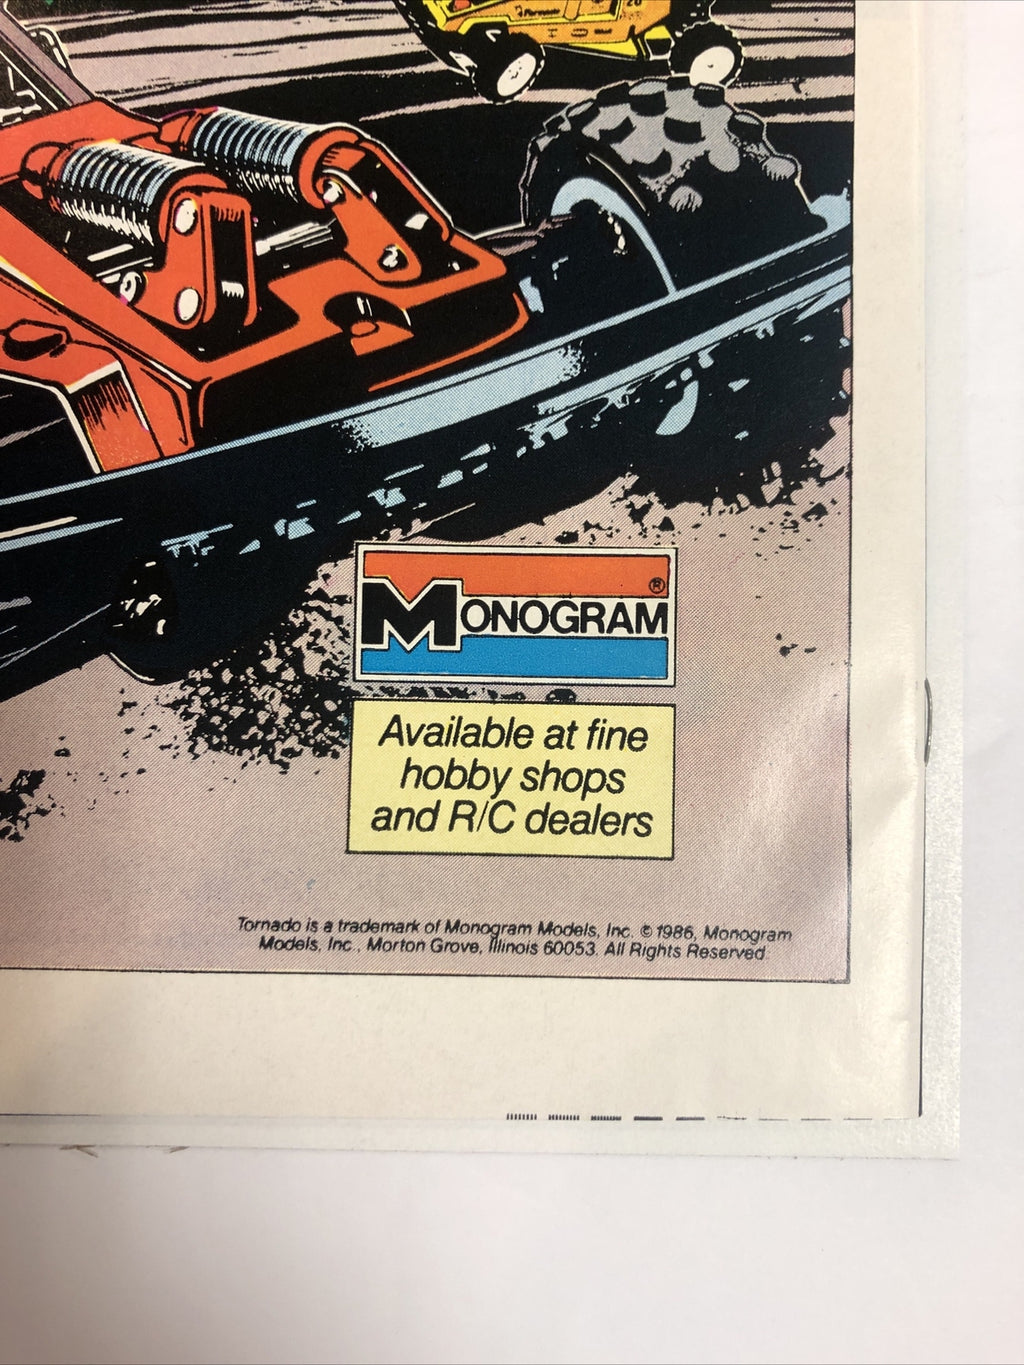 MONOGRAM
®
Available at fine
hobby shops
and R/C dealers
Tornado is a trademark of Monogram Models, Inc. © 1986, Monogram
Models, Inc., Morton Grove, Illinois 60053. All Rights Reserved.